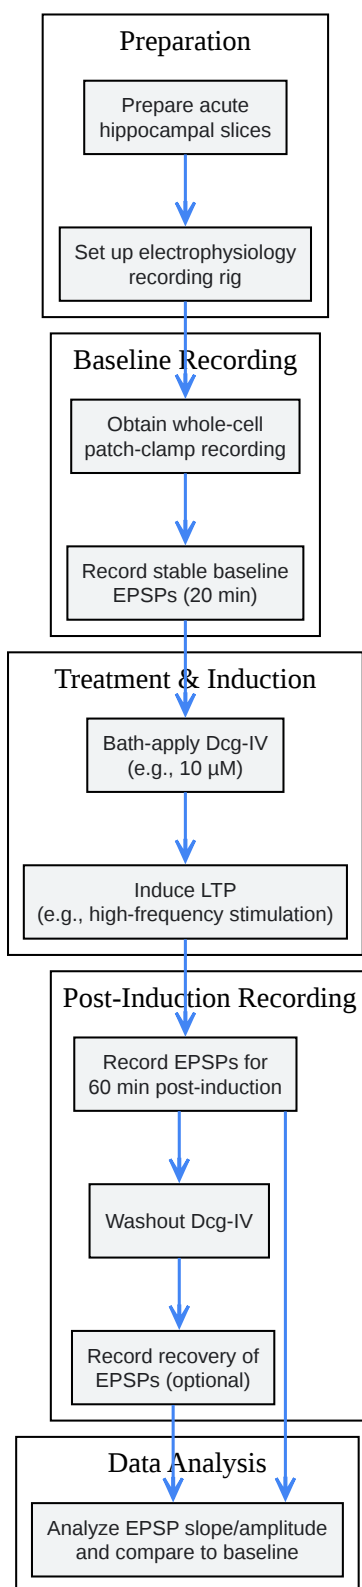 Preparation
Prepare acute
hippocampal slices
Set up electrophysiology
recording rig
Baseline Recording
Obtain whole-cell
patch-clamp recording
Record stable baseline
EPSPs (20 min)
Treatment & Induction
Bath-apply Dcg-IV
(e.g., 10 µM)
Induce LTP
(e.g., high-frequency stimulation)
Post-Induction Recording
Record EPSPs for
60 min post-induction
Washout Dcg-IV
Record recovery of
EPSPs (optional)
Data Analysis
Analyze EPSP slope/amplitude
and compare to baseline